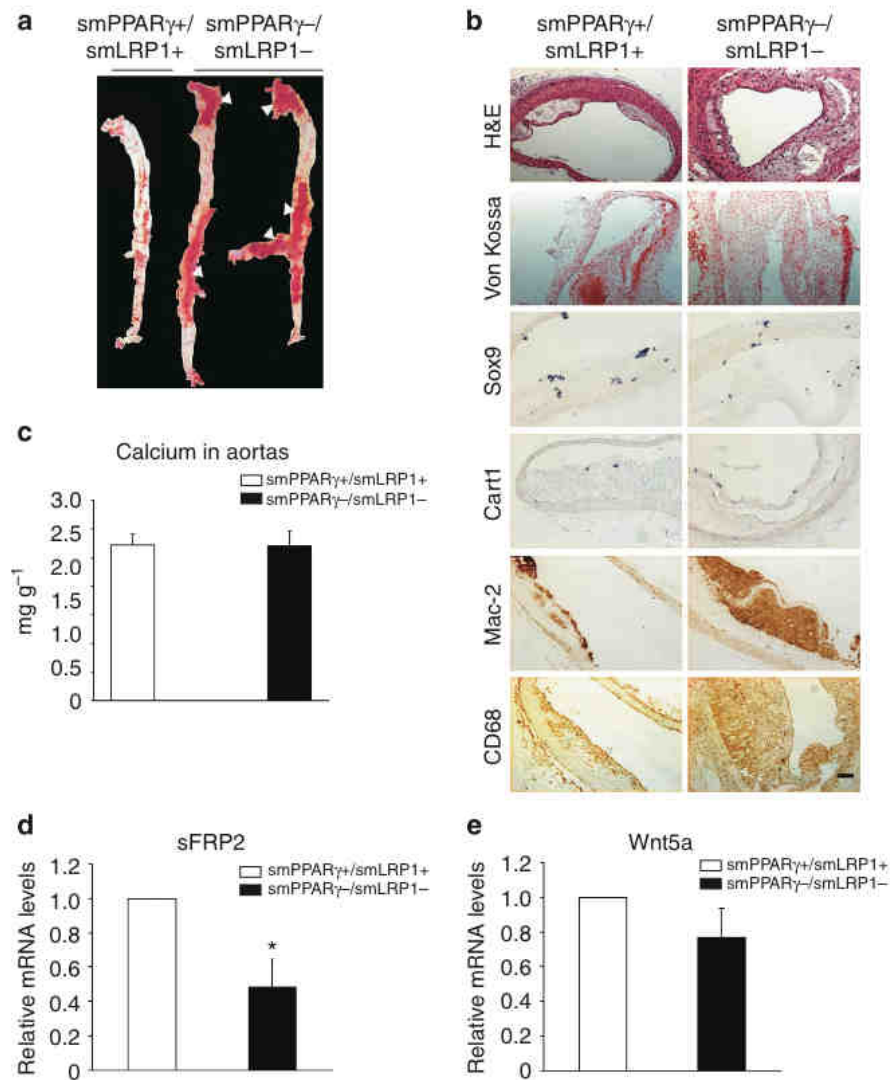 a
smPPARγ+/
smLRP1+
smPPARγ–/
smLRP1–
b
smPPARγ+/
smLRP1+
smPPARγ–/
smLRP1–
H&E
Von Kossa
Sox9
Cart1
Mac-2
CD68
c
Calcium in aortas
smPPARγ+/smLRP1+
smPPARγ–/smLRP1–
mg g⁻¹
3.0
2.5
2.0
2.5
1.0
0.5
0
d
sFRP2
smPPARγ+/smLRP1+
smPPARγ–/smLRP1–
Relative mRNA levels
1.2
1.0
0.8
0.6
0.4
0.2
0
*
e
Wnt5a
smPPARγ+/smLRP1+
smPPARγ–/smLRP1–
Relative mRNA levels
1.2
1.0
0.8
0.6
0.4
0.2
0